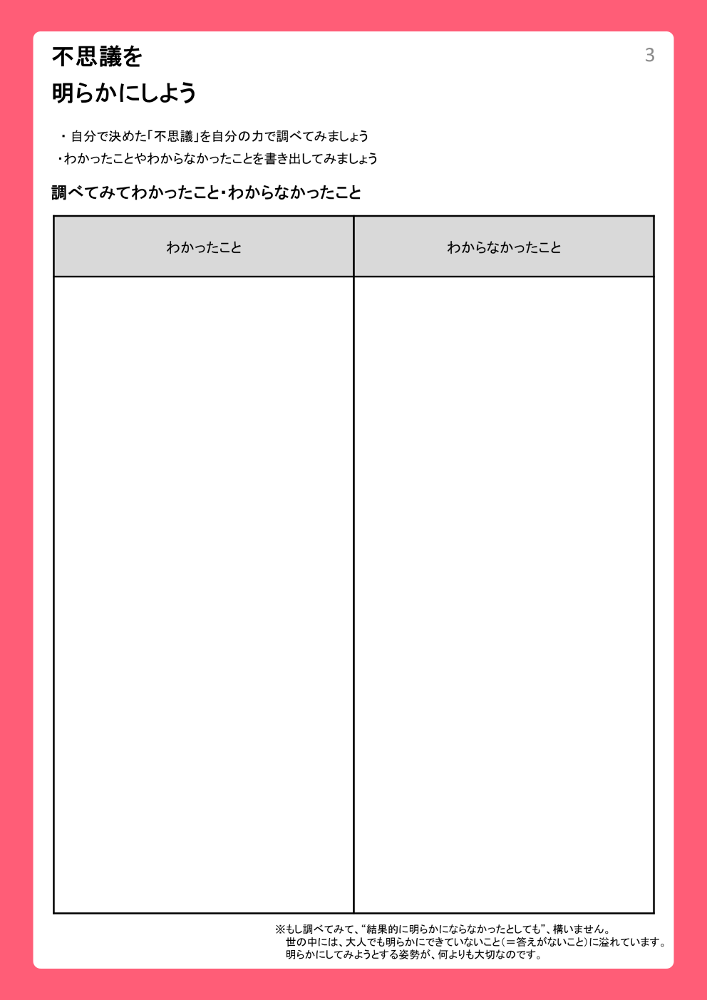 不思議を
3
明らかにしよう
・ 自分で決めた「不思議」を自分の力で調べてみましょう
・わかったことやわからなかったことを書き出してみましょう
調べてみてわかったこと・わからなかったこと
わかったこと
わからなかったこと
※もし調べてみて、“結果的に明らかにならなかったとしても”、構いません。
世の中には、大人でも明らかにできていないこと（＝答えがないこと）に溢れています。
明らかにしてみようとする姿勢が、何よりも大切なのです。